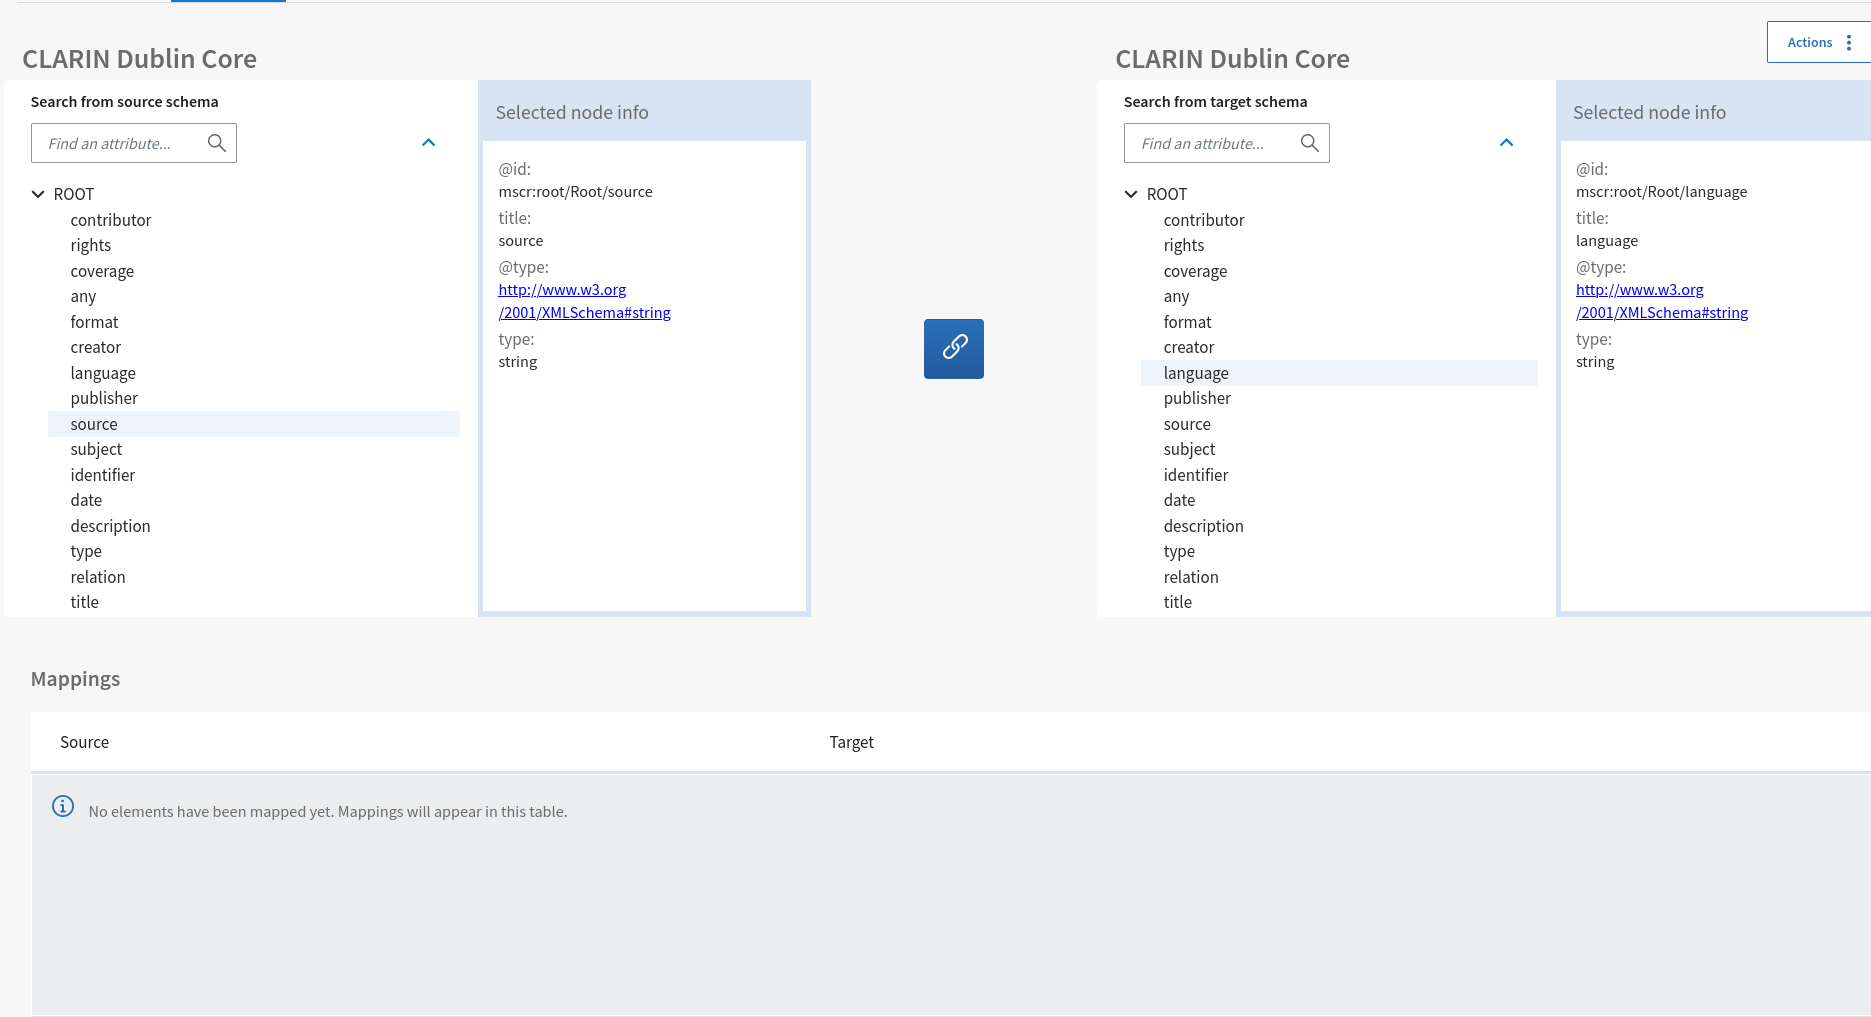 CLARIN Dublin Core
Search from source schema
Find an attribute...
ROOT
contributor
rights
coverage
any
format
creator
language
publisher
source
subject
identifier
date
description
type
relation
title
Selected node info
@id:
mscr:root/Root/source
title:
source
@type:
http://www.w3.org
/2001/XMLSchema#string
type:
string
Actions
CLARIN Dublin Core
Search from target schema
Find an attribute...
ROOT
contributor
rights
coverage
any
format
creator
language
publisher
source
subject
identifier
date
description
type
relation
title
Selected node info
@id:
mscr:root/Root/language
title:
language
@type:
http://www.w3.org
/2001/XMLSchema#string
type:
string
Mappings
Source Target
No elements have been mapped yet. Mappings will appear in this table.